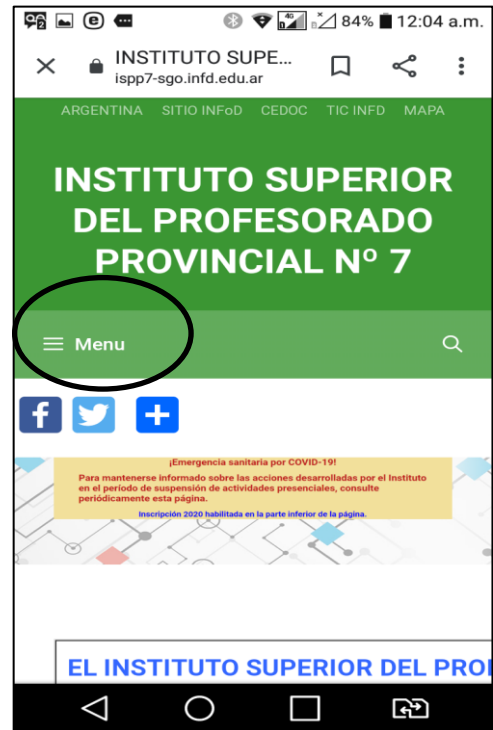 84% 12:04 a.m.
INSTITUTO SUPE...
ispp7-sgo.infd.edu.ar
ARGENTINA SITIO INFoD CEDOC TIC INFD MAPA
INSTITUTO SUPERIOR
DEL PROFESORADO
PROVINCIAL Nº 7
Menu
¡Emergencia sanitaria por COVID-19!
Para mantenerse informado sobre las acciones desarrolladas por el Instituto
en el período de suspensión de actividades presenciales, consulte
periódicamente esta página.
Inscripción 2020 habilitada en la parte inferior de la página.
EL INSTITUTO SUPERIOR DEL PROF